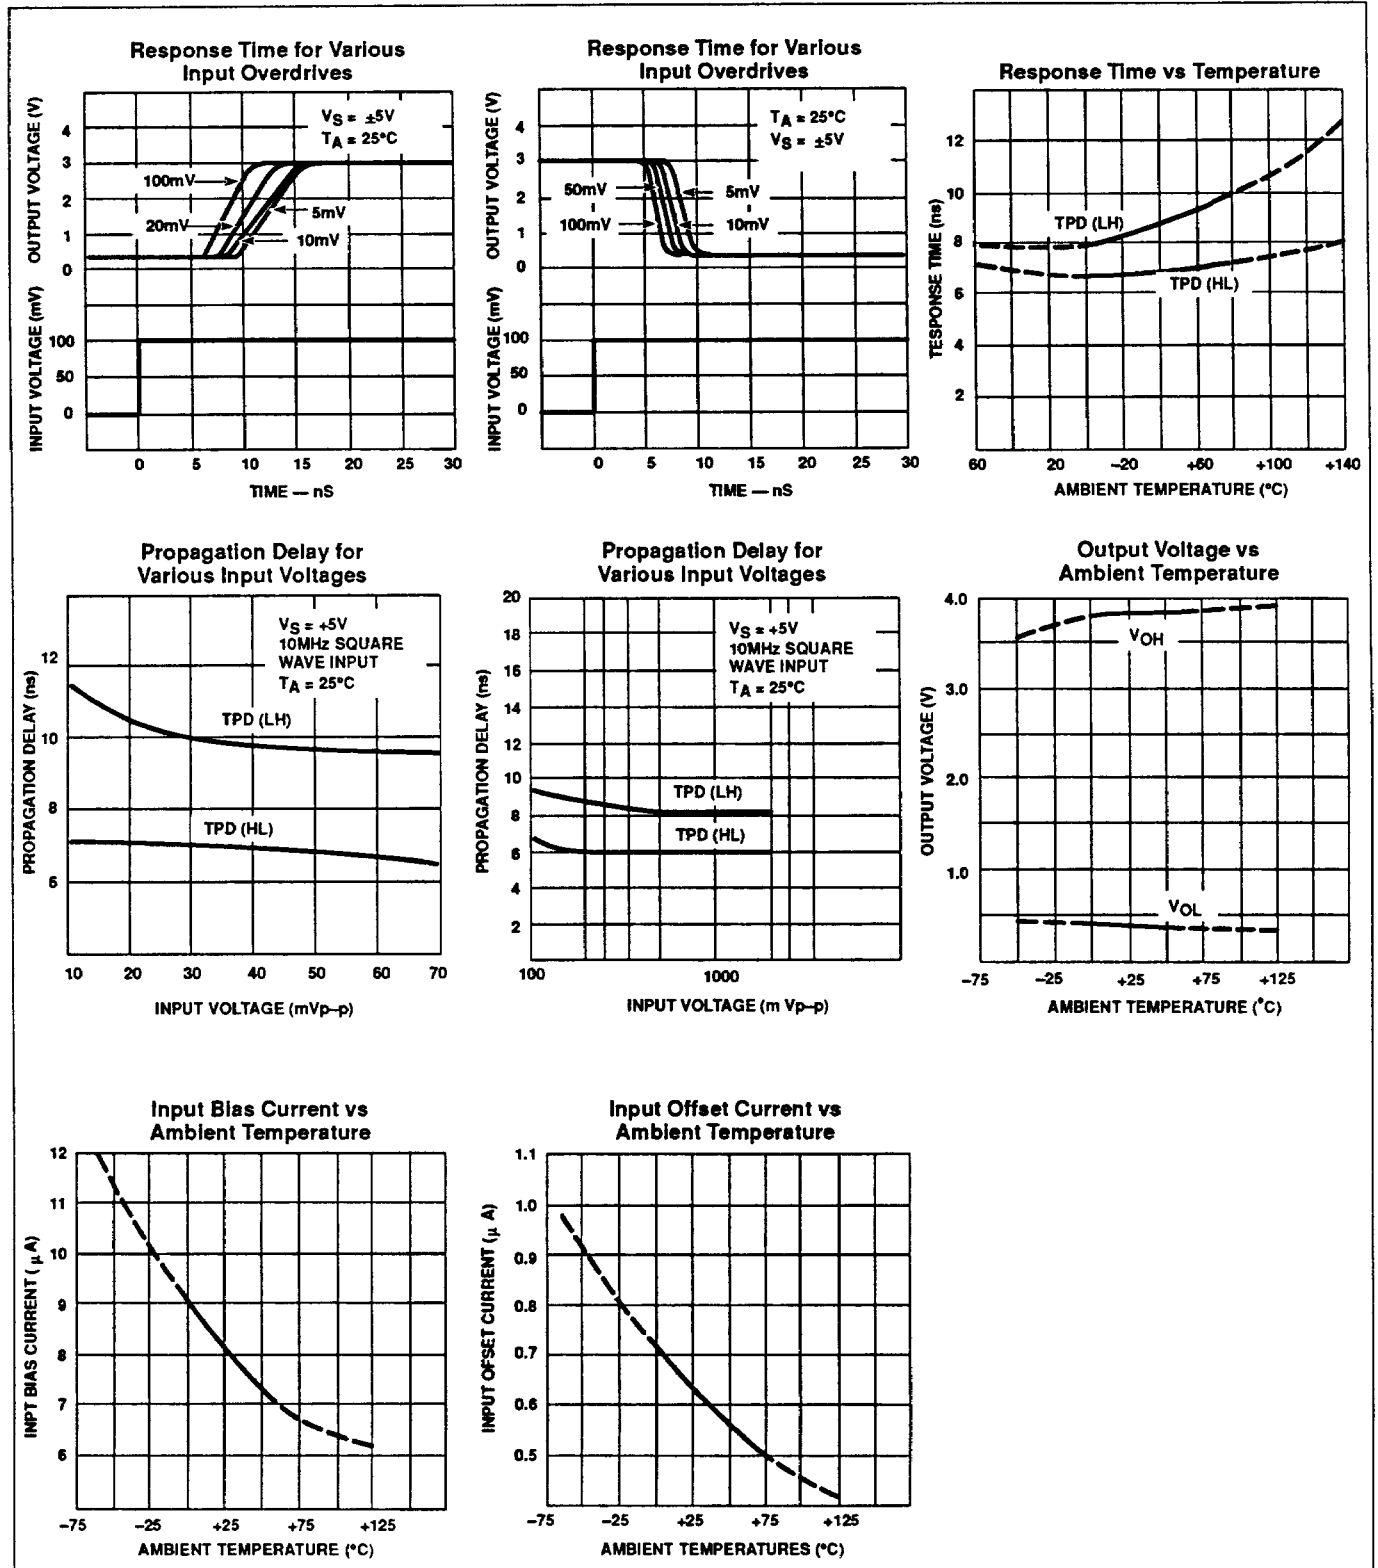 Response Time for Various
Input Overdrives
OUTPUT VOLTAGE (V)
INPUT VOLTAGE (mV)
4
3
2
1
0
100
50
0
VS = ±5V
TA = 25°C
100mV
20mV
5mV
10mV
0 5 10 15 20 25 30
TIME — nS
Response Time for Various
Input Overdrives
OUTPUT VOLTAGE (V)
INPUT VOLTAGE (mV)
4
3
2
1
0
100
50
0
TA = 25°C
VS = ±5V
50mV
100mV
5mV
10mV
0 5 10 15 20 25 30
TIME — nS
Response Time vs Temperature
TESPONSE TIME (ns)
12
10
8
6
4
2
TPD (LH)
TPD (HL)
60 20 –20 +60 +100 +140
AMBIENT TEMPERATURE (°C)
Propagation Delay for
Various Input Voltages
PROPAGATION DELAY (ns)
12
10
8
6
VS = +5V
10MHz SQUARE
WAVE INPUT
TA = 25°C
TPD (LH)
TPD (HL)
10 20 30 40 50 60 70
INPUT VOLTAGE (mVp–p)
Propagation Delay for
Various Input Voltages
PROPAGATION DELAY (ns)
20
18
16
14
12
10
8
6
4
2
VS = +5V
10MHz SQUARE
WAVE INPUT
TA = 25°C
TPD (LH)
TPD (HL)
100 1000
INPUT VOLTAGE (m Vp–p)
Output Voltage vs
Ambient Temperature
OUTPUT VOLTAGE (V)
4.0
3.0
2.0
1.0
VOH
VOL
–75 –25 +25 +75 +125
AMBIENT TEMPERATURE (°C)
Input Bias Current vs
Ambient Temperature
INPT BIAS CURRENT (µA)
12
11
10
9
8
7
6
–75 –25 +25 +75 +125
AMBIENT TEMPERATURE (°C)
Input Offset Current vs
Ambient Temperature
INPUT OFSET CURRENT (µ A)
1.1
1.0
0.9
0.8
0.7
0.6
0.5
–75 –25 +25 +75 +125
AMBIENT TEMPERATURES (°C)